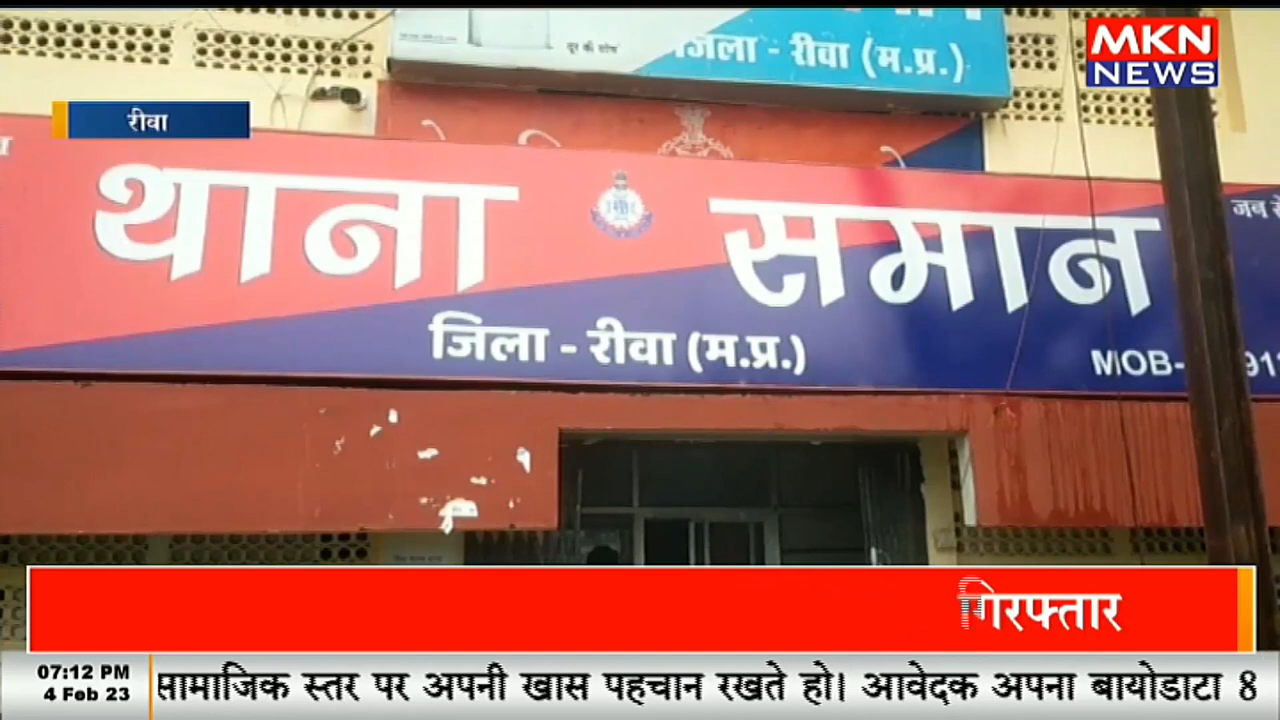 दूर की सोच
जिला - रीवा (म.प्र.)
MKN
NEWS
रीवा
थाना समान
जन
जिला - रीवा (म.प्र.)
MOB-
गिरफ्तार
07:12 PM
4 Feb 23
सामाजिक स्तर पर अपनी खास पहचान रखते हो। आवेदक अपना बायोडाटा 8